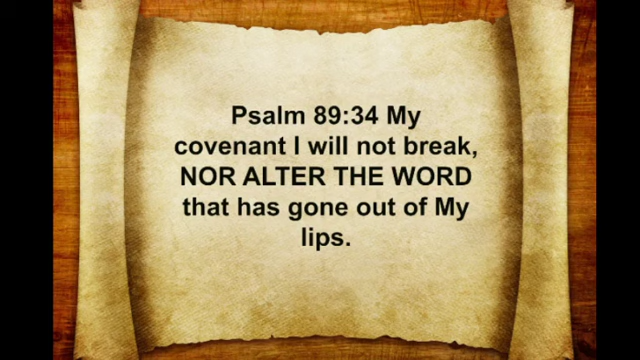 Psalm 89:34 My
covenant I will not break,
NOR ALTER THE WORD
that has gone out of My
lips.